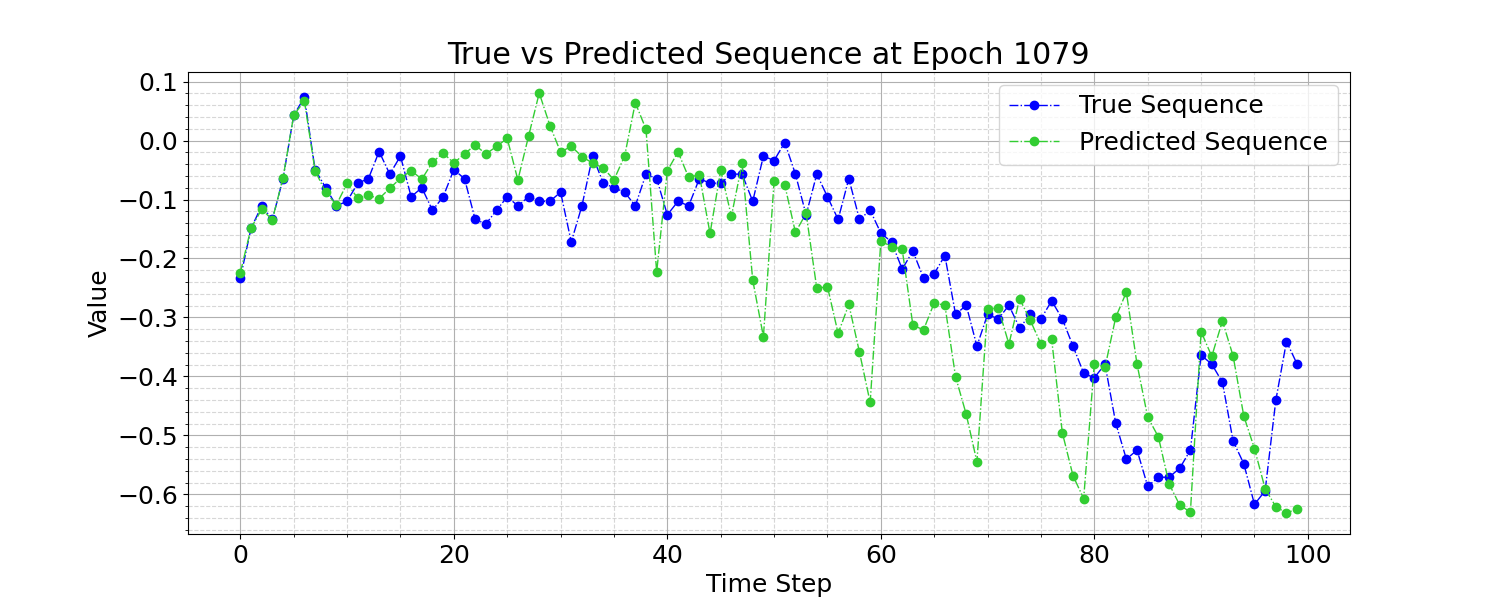 True vs Predicted Sequence at Epoch 1079
0.1
0.0
−0.1
−0.2
−0.3
−0.4
−0.5
−0.6
Value
True Sequence
Predicted Sequence
0 20 40 60 80 100
Time Step